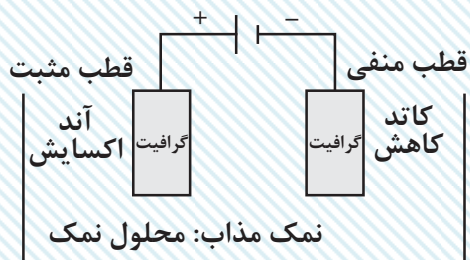 + −
قطب مثبت
قطب منفی
آند
اکسایش
گرافیت
گرافیت
کاتد
کاهش
نمک مذاب: محلول نمک